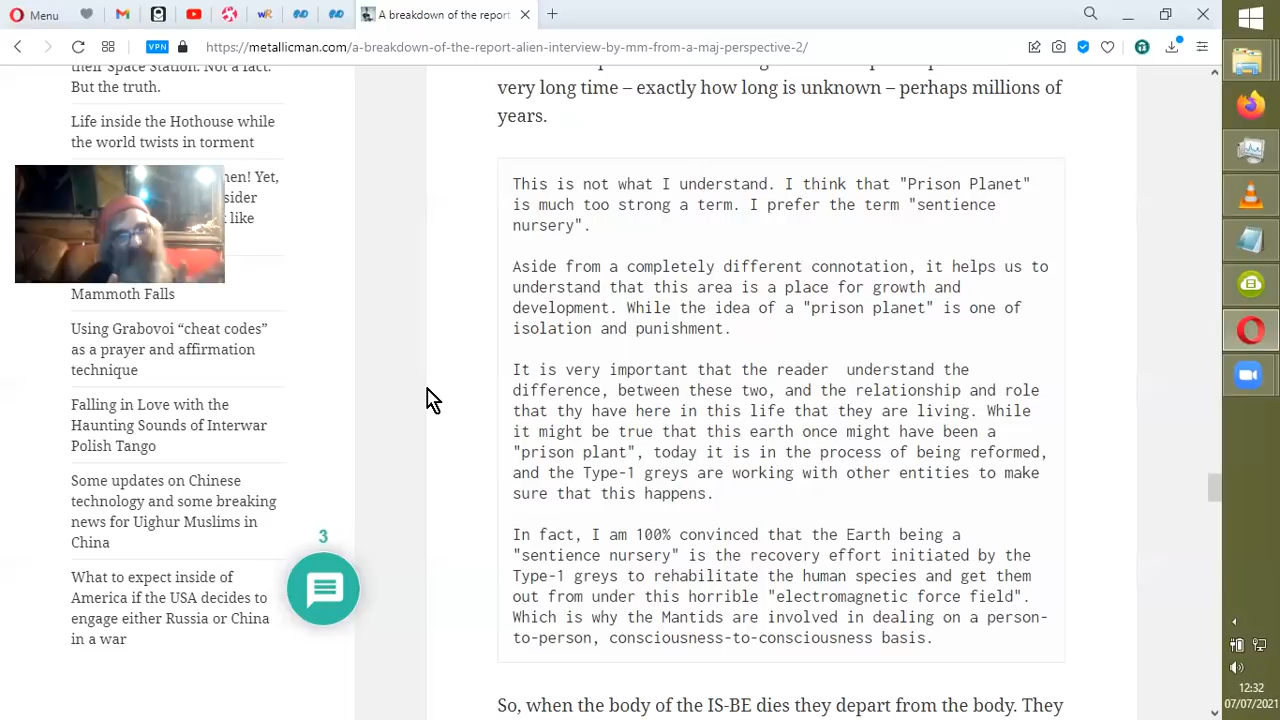 Menu
A breakdown of the report
https://metallicman.com/a-breakdown-of-the-report-alien-interview-by-mm-from-a-maj-perspective-2/
VPN
their Space Station. Not a fact.
But the truth.
Life inside the Hothouse while
the world twists in torment
men! Yet,
sider
like
Mammoth Falls
Using Grabovoi “cheat codes”
as a prayer and affirmation
technique
Falling in Love with the
Haunting Sounds of Interwar
Polish Tango
Some updates on Chinese
technology and some breaking
news for Uighur Muslims in
China
What to expect inside of
America if the USA decides to
engage either Russia or China
in a war
3
very long time – exactly how long is unknown – perhaps millions of
years.
This is not what I understand. I think that "Prison Planet"
is much too strong a term. I prefer the term "sentience
nursery".
Aside from a completely different connotation, it helps us to
understand that this area is a place for growth and
development. While the idea of a "prison planet" is one of
isolation and punishment.
It is very important that the reader understand the
difference, between these two, and the relationship and role
that thy have here in this life that they are living. While
it might be true that this earth once might have been a
"prison plant", today it is in the process of being reformed,
and the Type-1 greys are working with other entities to make
sure that this happens.
In fact, I am 100% convinced that the Earth being a
"sentience nursery" is the recovery effort initiated by the
Type-1 greys to rehabilitate the human species and get them
out from under this horrible "electromagnetic force field".
Which is why the Mantids are involved in dealing on a person-
to-person, consciousness-to-consciousness basis.
So, when the body of the IS-BE dies they depart from the body. They
12:32
07/07/2021